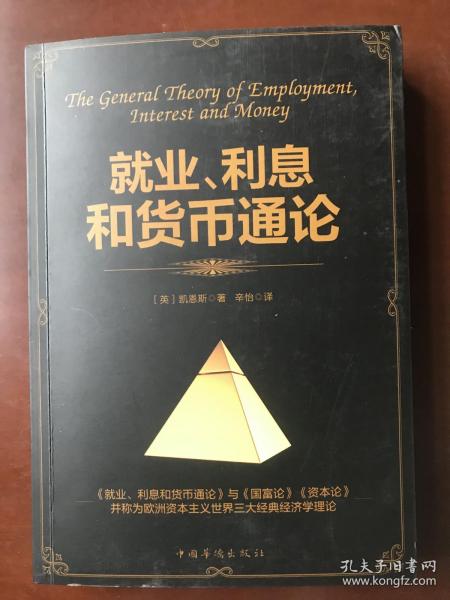 The General Theory of Employment,
Interest and Money
就业、利息
和货币通论
［英］凯恩斯◎著 辛怡◎译
《就业、利息和货币通论》与《国富论》《资本论》
并称为欧洲资本主义世界三大经典经济学理论
中国华侨出版社
孔夫子旧书网
www.kongfz.com